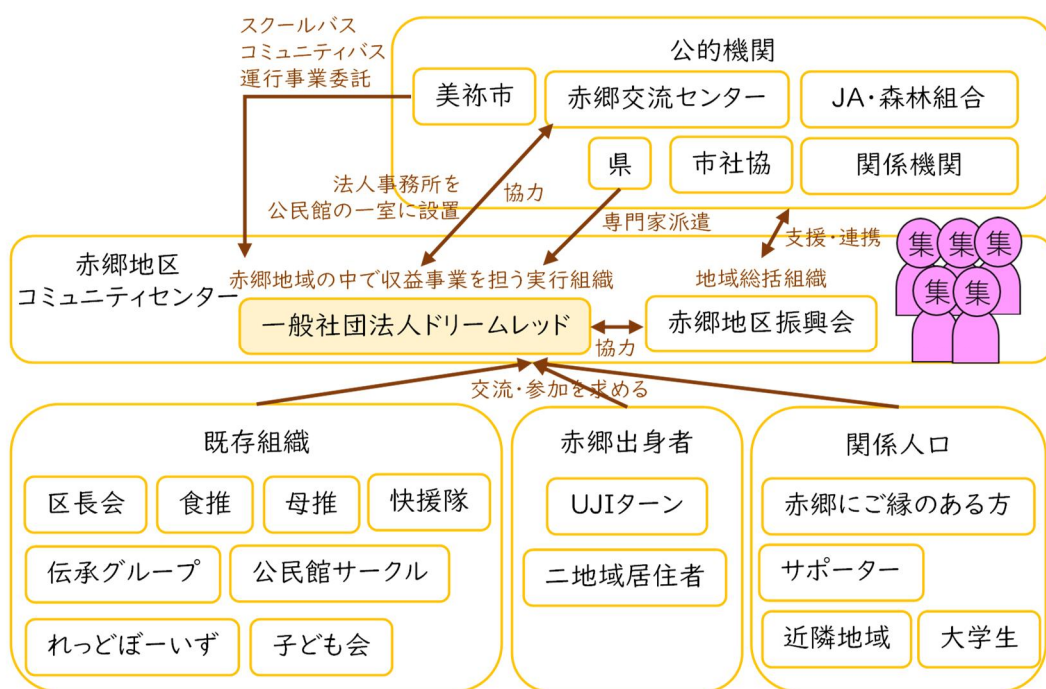 スクールバス
コミュニティバス
運行事業委託
公的機関
美祢市
赤郷交流センター
JA・森林組合
県
市社協
関係機関
法人事務所を
公民館の一室に設置
協力
専門家派遣
支援・連携
赤郷地区
コミュニティセンター
赤郷地域の中で収益事業を担う実行組織
一般社団法人ドリームレッド
協力
地域総括組織
赤郷地区振興会
集 集 集
集 集
交流・参加を求める
既存組織
区長会
食推
母推
快援隊
伝承グループ
公民館サークル
れっどぼーいず
子ども会
赤郷出身者
UJIターン
二地域居住者
関係人口
赤郷にご縁のある方
サポーター
近隣地域
大学生